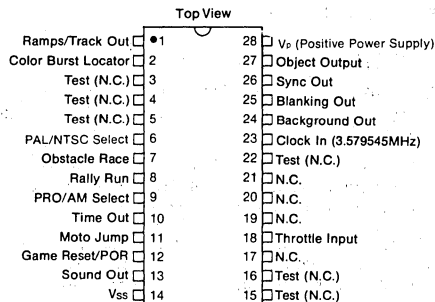 Top View
Ramps/Track Out 1 28 Vp (Positive Power Supply)
Color Burst Locator 2 27 Object Output
Test (N.C.) 3 26 Sync Out
Test (N.C.) 4 25 Blanking Out
Test (N.C.) 5 24 Background Out
PAL/NTSC Select 6 23 Clock In (3.579545MHz)
Obstacle Race 7 22 Test (N.C.)
Rally Run 8 21 N.C.
PRO/AM Select 9 20 N.C.
Time Out 10 19 N.C.
Moto Jump 11 18 Throttle Input
Game Reset/POR 12 17 N.C.
Sound Out 13 16 Test (N.C.)
Vss 14 15 Test (N.C.)